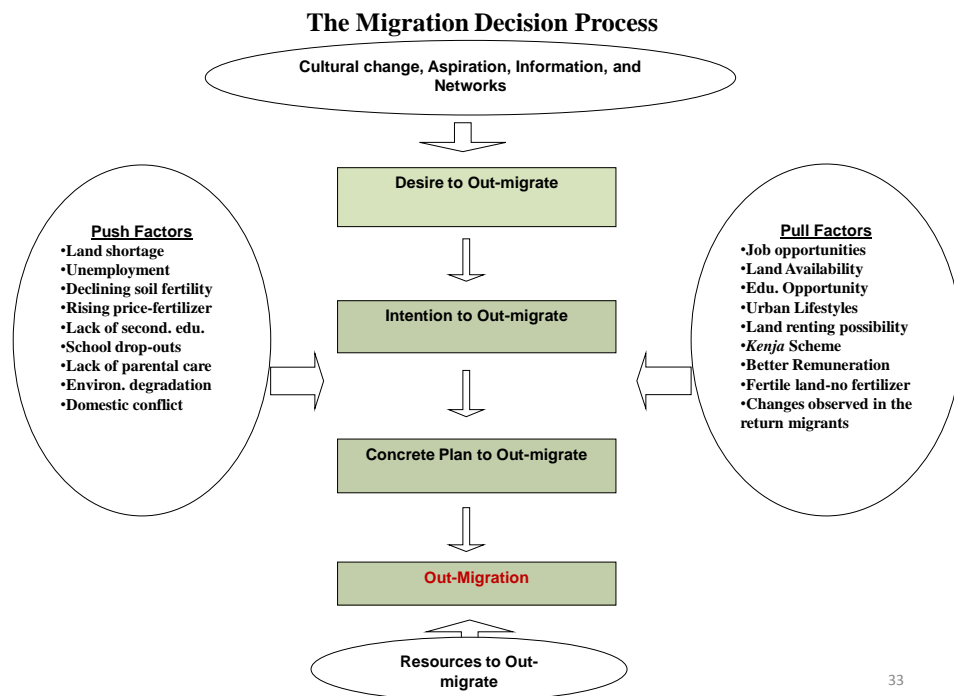 The Migration Decision Process
Cultural change, Aspiration, Information, and
Networks
Desire to Out-migrate
Push Factors
•Land shortage
•Unemployment
•Declining soil fertility
•Rising price-fertilizer
•Lack of second. edu.
•School drop-outs
•Lack of parental care
•Environ. degradation
•Domestic conflict
Pull Factors
•Job opportunities
•Land Availability
•Edu. Opportunity
•Urban Lifestyles
•Land renting possibility
•Kenja Scheme
•Better Remuneration
•Fertile land-no fertilizer
•Changes observed in the
return migrants
Intention to Out-migrate
Concrete Plan to Out-migrate
Out-Migration
Resources to Out-
migrate
33